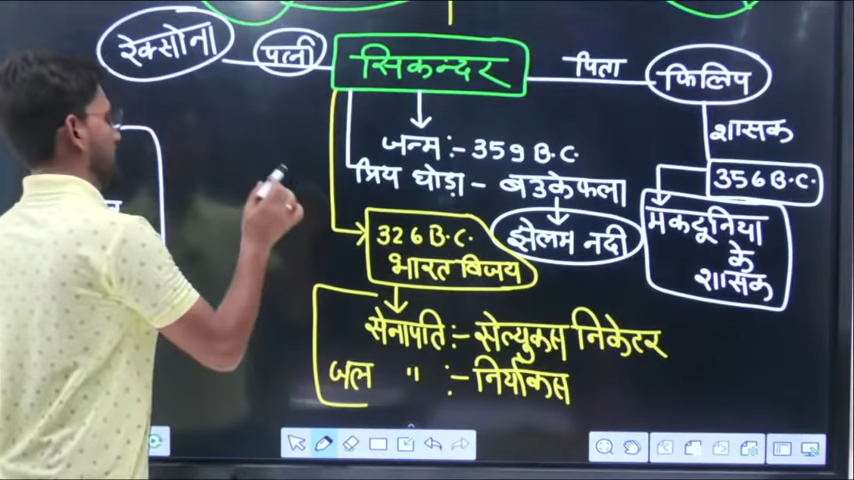 रेक्सोना
पत्नी
सिकन्दर
पिता
फिलिप
शासक
356 B.C.
मकदूनिया
के
शासक
जन्म :- 359 B.C.
प्रिय घोड़ा - बउकेफला
झेलम नदी
326 B.C.
भारत विजय
सेनापति :- सेल्यूकस निकेटर
जल " :- नियार्कस